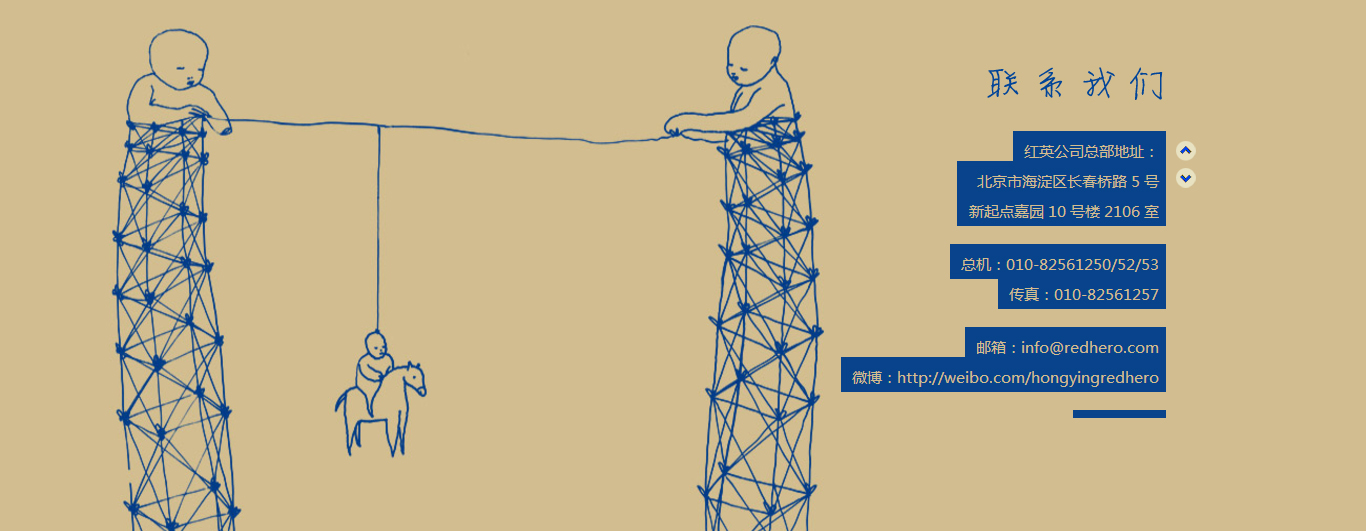 联系我们
红英公司总部地址：
北京市海淀区长春桥路 5 号
新起点嘉园 10 号楼 2106 室
总机：010-82561250/52/53
传真：010-82561257
邮箱：info@redhero.com
微博：http://weibo.com/hongyingredhero